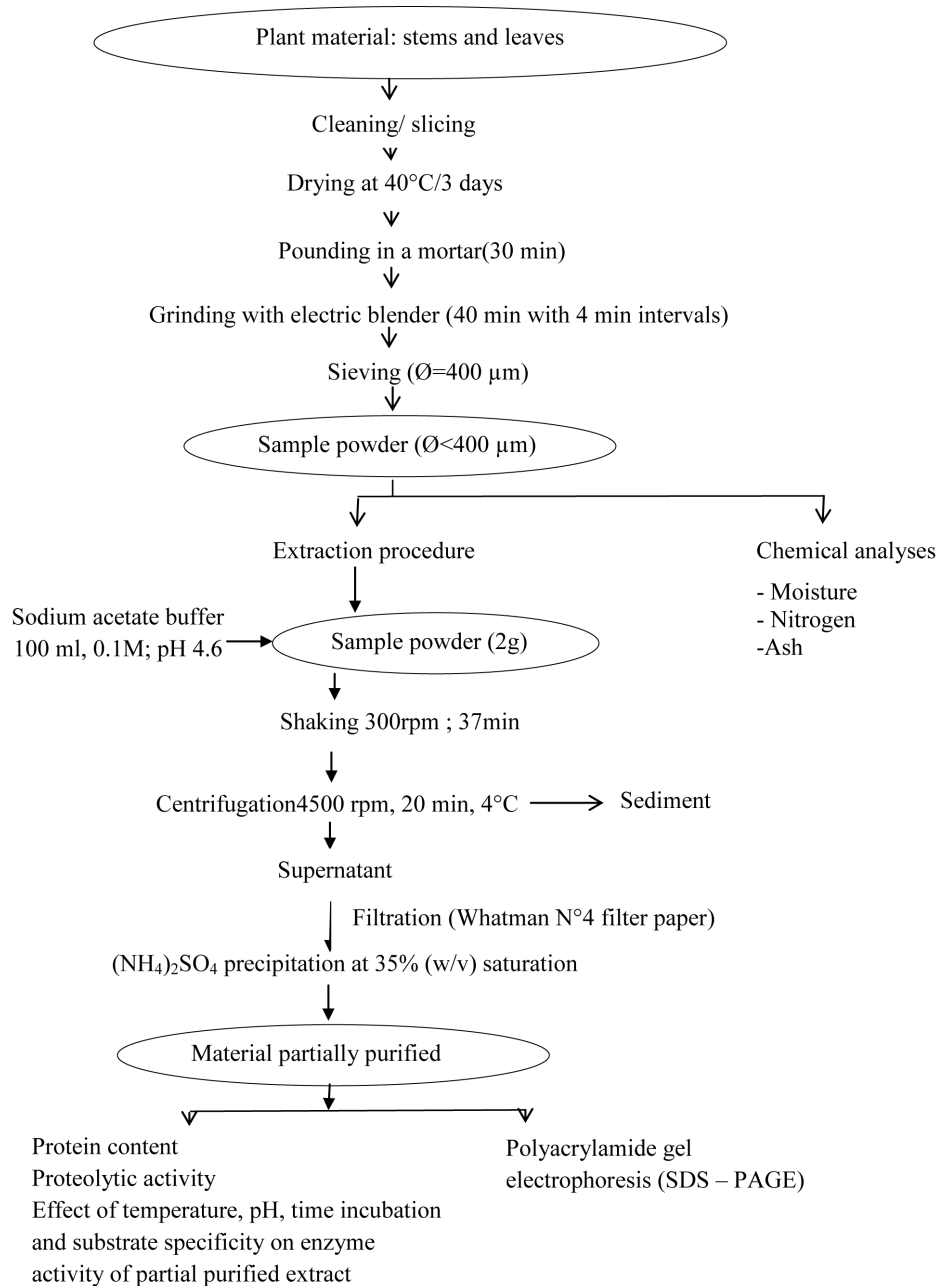 Plant material: stems and leaves
Cleaning/ slicing
Drying at 40°C/3 days
Pounding in a mortar(30 min)
Grinding with electric blender (40 min with 4 min intervals)
Sieving (Ø=400 µm)
Sample powder (Ø<400 µm)
Extraction procedure
Chemical analyses
- Moisture
- Nitrogen
-Ash
Sodium acetate buffer
100 ml, 0.1M; pH 4.6
Sample powder (2g)
Shaking 300rpm ; 37min
Centrifugation4500 rpm, 20 min, 4°C
Sediment
Supernatant
Filtration (Whatman N°4 filter paper)
(NH₄)₂SO₄ precipitation at 35% (w/v) saturation
Material partially purified
Protein content
Proteolytic activity
Effect of temperature, pH, time incubation
and substrate specificity on enzyme
activity of partial purified extract
Polyacrylamide gel
electrophoresis (SDS – PAGE)